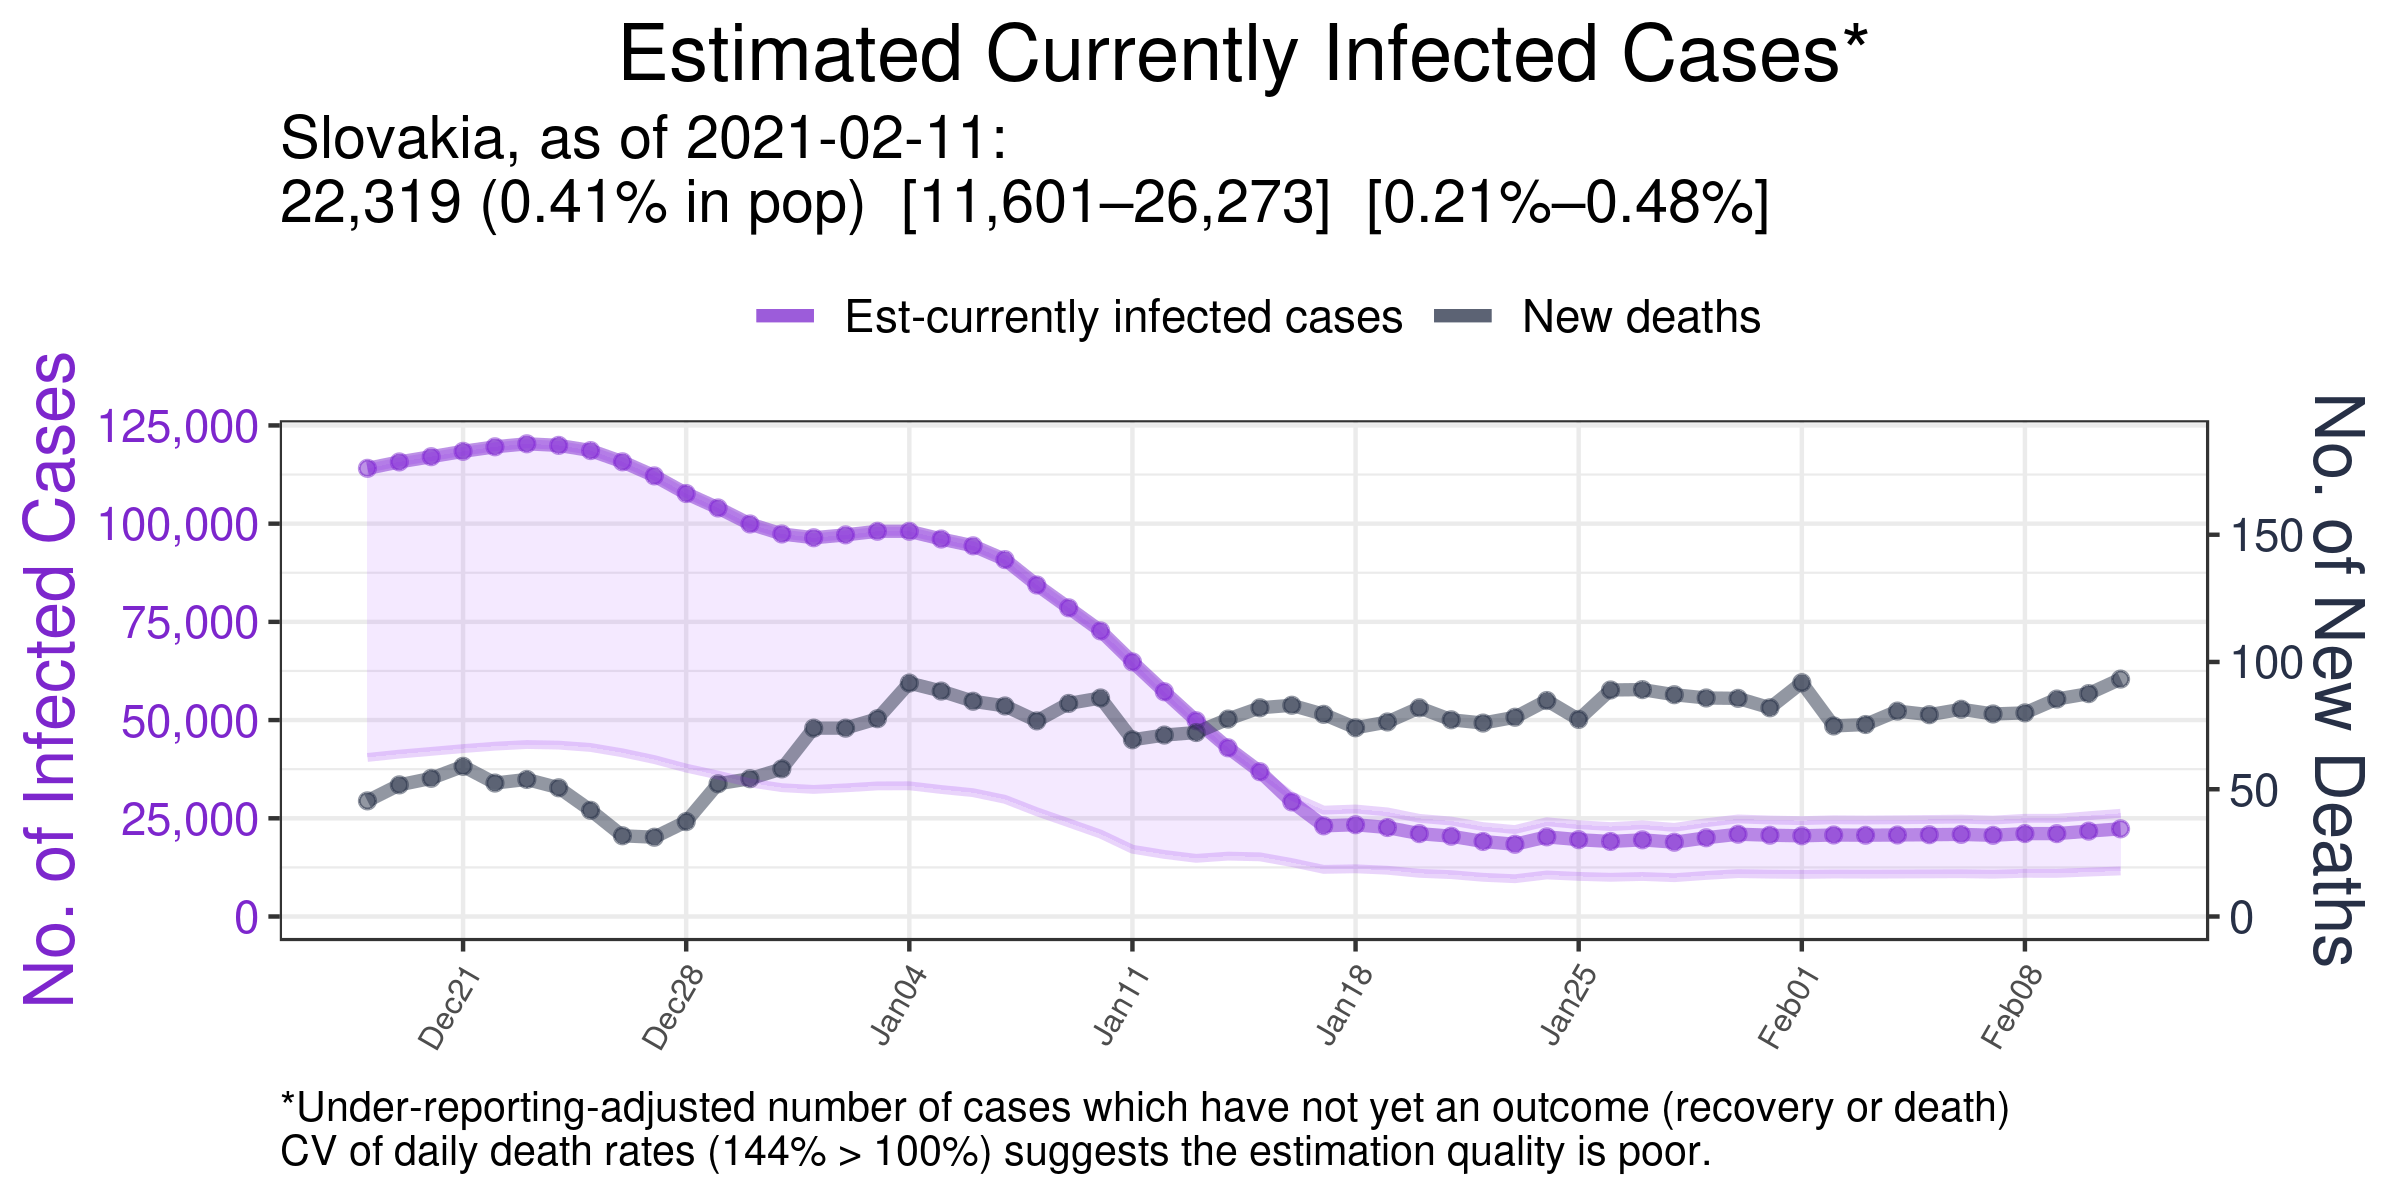 Estimated Currently Infected Cases*
Slovakia, as of 2021-02-11:
22,319 (0.41% in pop)  [11,601–26,273]  [0.21%–0.48%]
Est-currently infected cases
New deaths
No. of Infected Cases
125,000
100,000
75,000
50,000
25,000
0
No. of New Deaths
150
100
50
0
Dec21
Dec28
Jan04
Jan11
Jan18
Jan25
Feb01
Feb08
*Under-reporting-adjusted number of cases which have not yet an outcome (recovery or death)
CV of daily death rates (144% > 100%) suggests the estimation quality is poor.